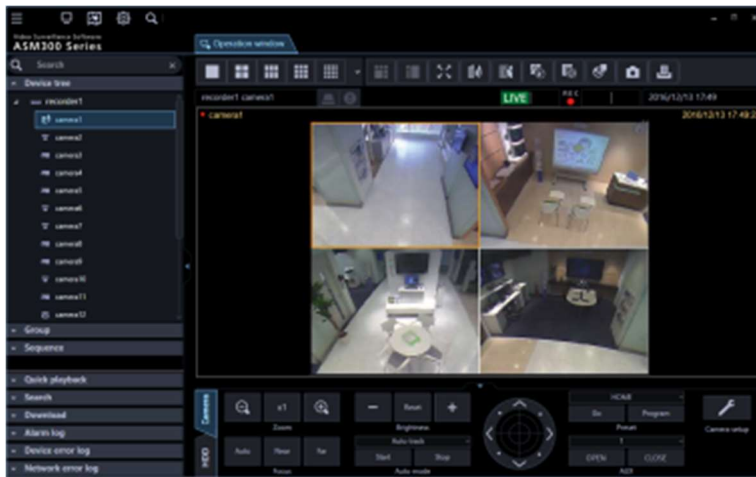 Video Surveillance Software
ASM300 Series
Operation window
Search
Device tree
recorder1
camera1
camera2
camera3
camera4
camera5
camera6
camera7
camera8
camera9
camera10
camera11
camera12
Group
Sequence
Quick playback
Search
Download
Alarm log
Device error log
Network error log
recorder1 camera1
LIVE
REC
2016/12/13 17:49
camera1
Camera
HDD
x1
Zoom
Auto
Near
Far
Focus
Reset
Brightness
Auto track
Start
Stop
Auto mode
HOME
Go
Program
Preset
1
OPEN
CLOSE
AUX
Camera setup